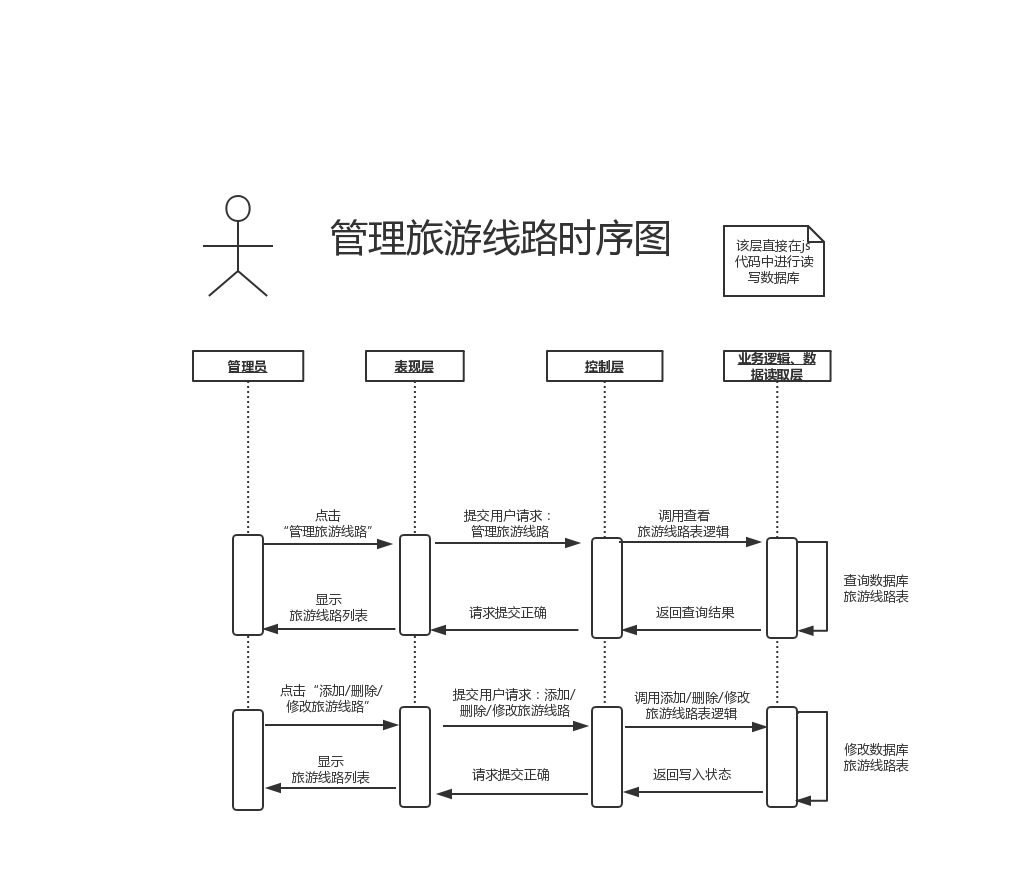 管理旅游线路时序图
该层直接在js
代码中进行读
写数据库
管理员
表现层
控制层
业务逻辑、数
据读取层
点击
“管理旅游线路”
提交用户请求：
管理旅游线路
调用查看
旅游线路表逻辑
查询数据库
旅游线路表
显示
旅游线路列表
请求提交正确
返回查询结果
点击“添加/删除/
修改旅游线路”
提交用户请求：添加/
删除/修改旅游线路
调用添加/删除/修改
旅游线路表逻辑
修改数据库
旅游线路表
显示
旅游线路列表
请求提交正确
返回写入状态